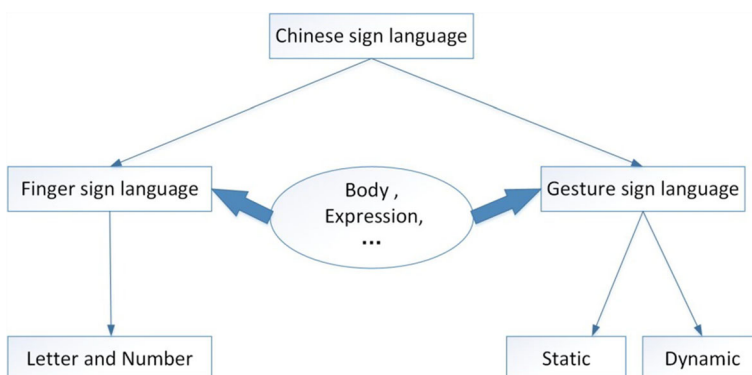 Chinese sign language
Finger sign language
Body ,
Expression,
...
Gesture sign language
Letter and Number
Static
Dynamic